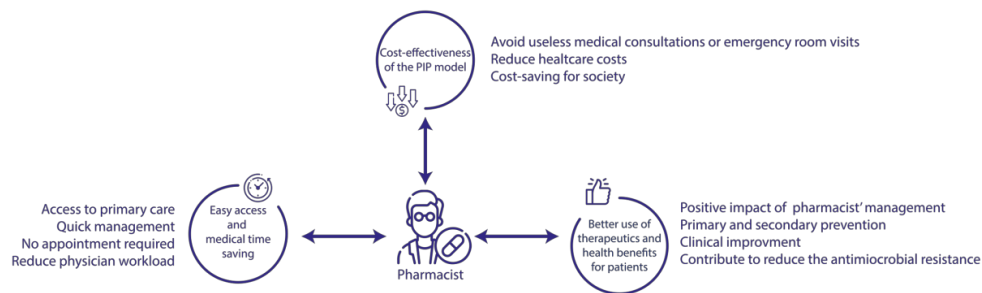 Cost-effectiveness
of the PIP model
$
Avoid useless medical consultations or emergency room visits
Reduce healtcare costs
Cost-saving for society
Access to primary care
Quick management
No appointment required
Reduce physician workload
Easy access
and
medical time
saving
Pharmacist
Better use of
therapeutics and
health benefits
for patients
Positive impact of pharmacist' management
Primary and secondary prevention
Clinical improvment
Contribute to reduce the antimiocrobial resistance